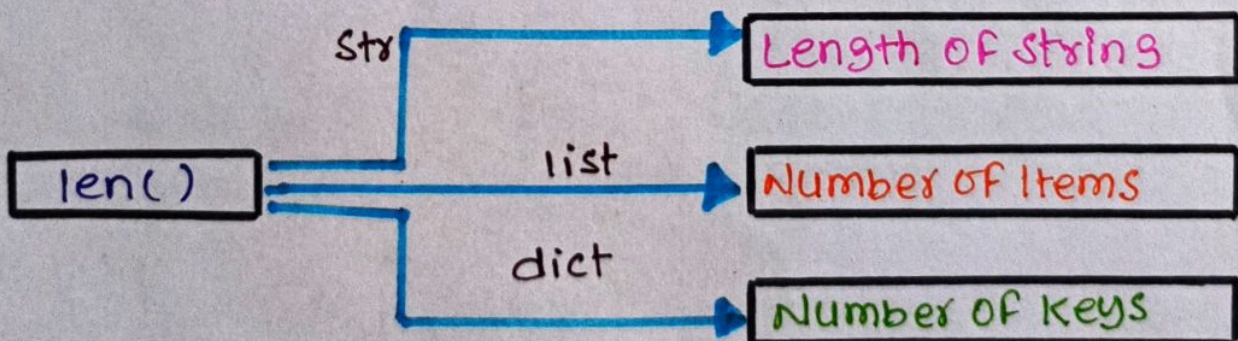 Str
Length of string
len()
list
Number of Items
dict
Number of keys